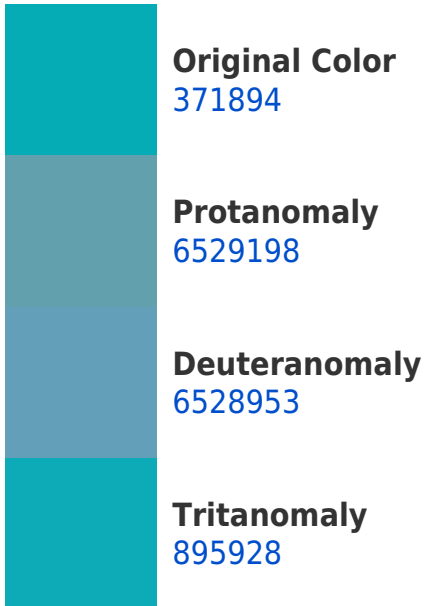 Original Color
371894
Protanomaly
6529198
Deuteranomaly
6528953
Tritanomaly
895928